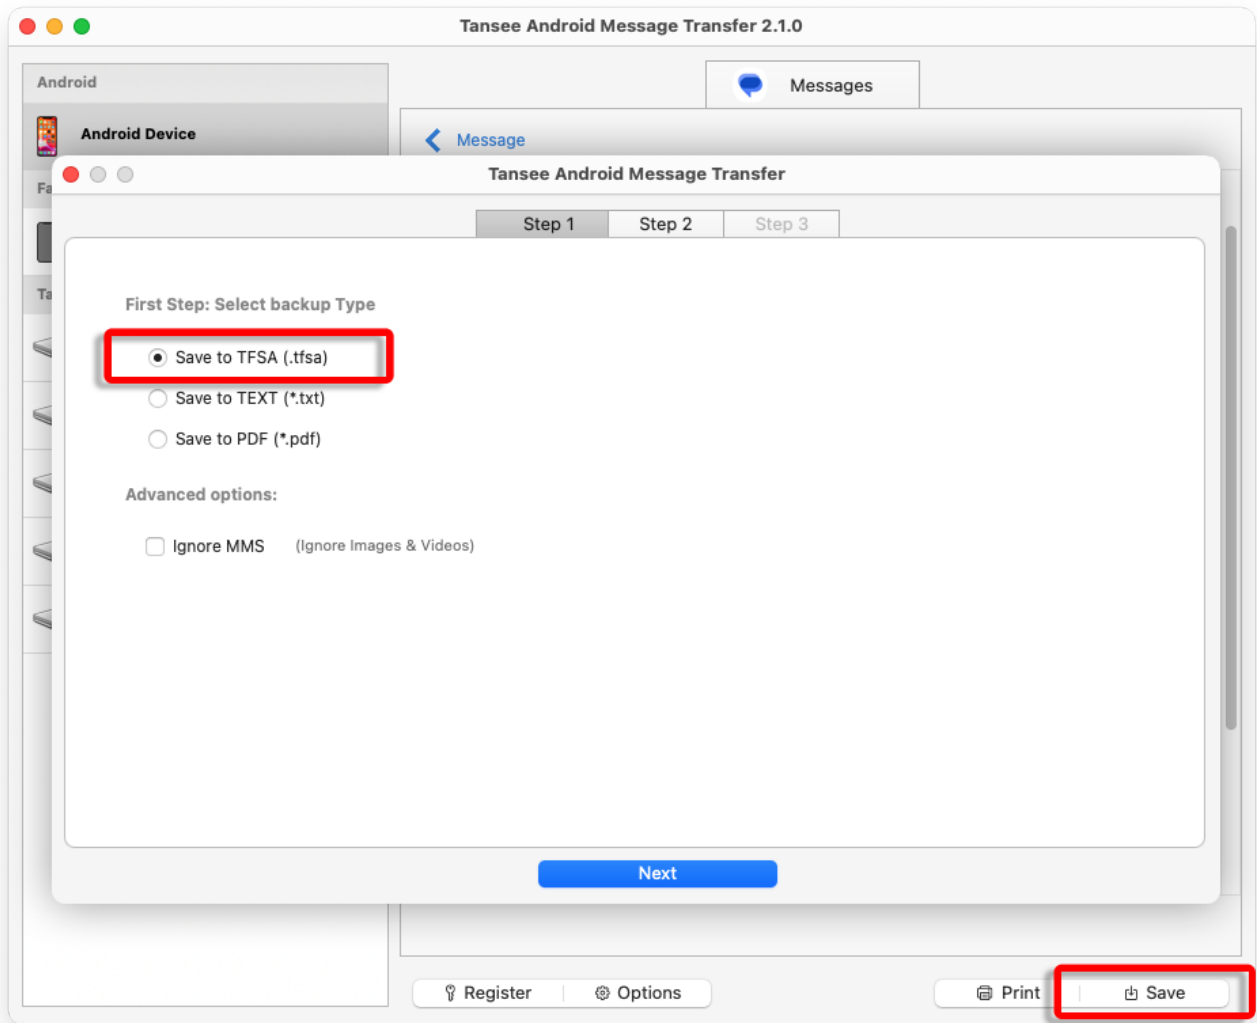 Tansee Android Message Transfer 2.1.0
Android
Messages
Android Device
Message
Tansee Android Message Transfer
Fa
Step 1
Step 2
Step 3
Ta
First Step: Select backup Type
Save to TFSA (.tfsa)
Save to TEXT (*.txt)
Save to PDF (*.pdf)
Advanced options:
Ignore MMS (Ignore Images & Videos)
Next
Register
Options
Print
Save